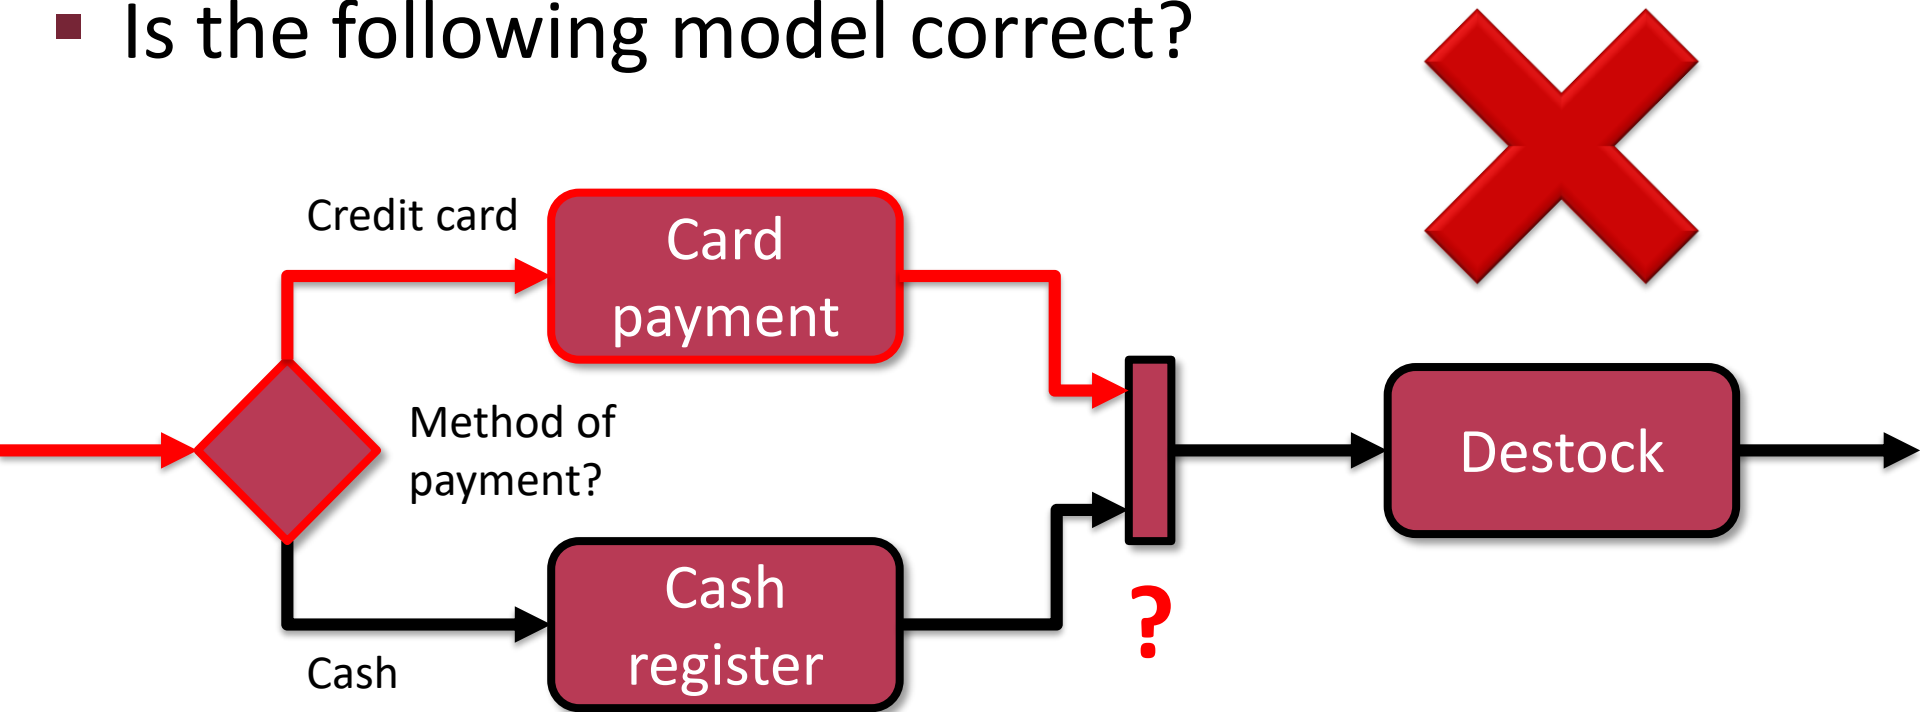 Is the following model correct?
Credit card
Card
payment
Method of
payment?
Destock
Cash
register
?
Cash